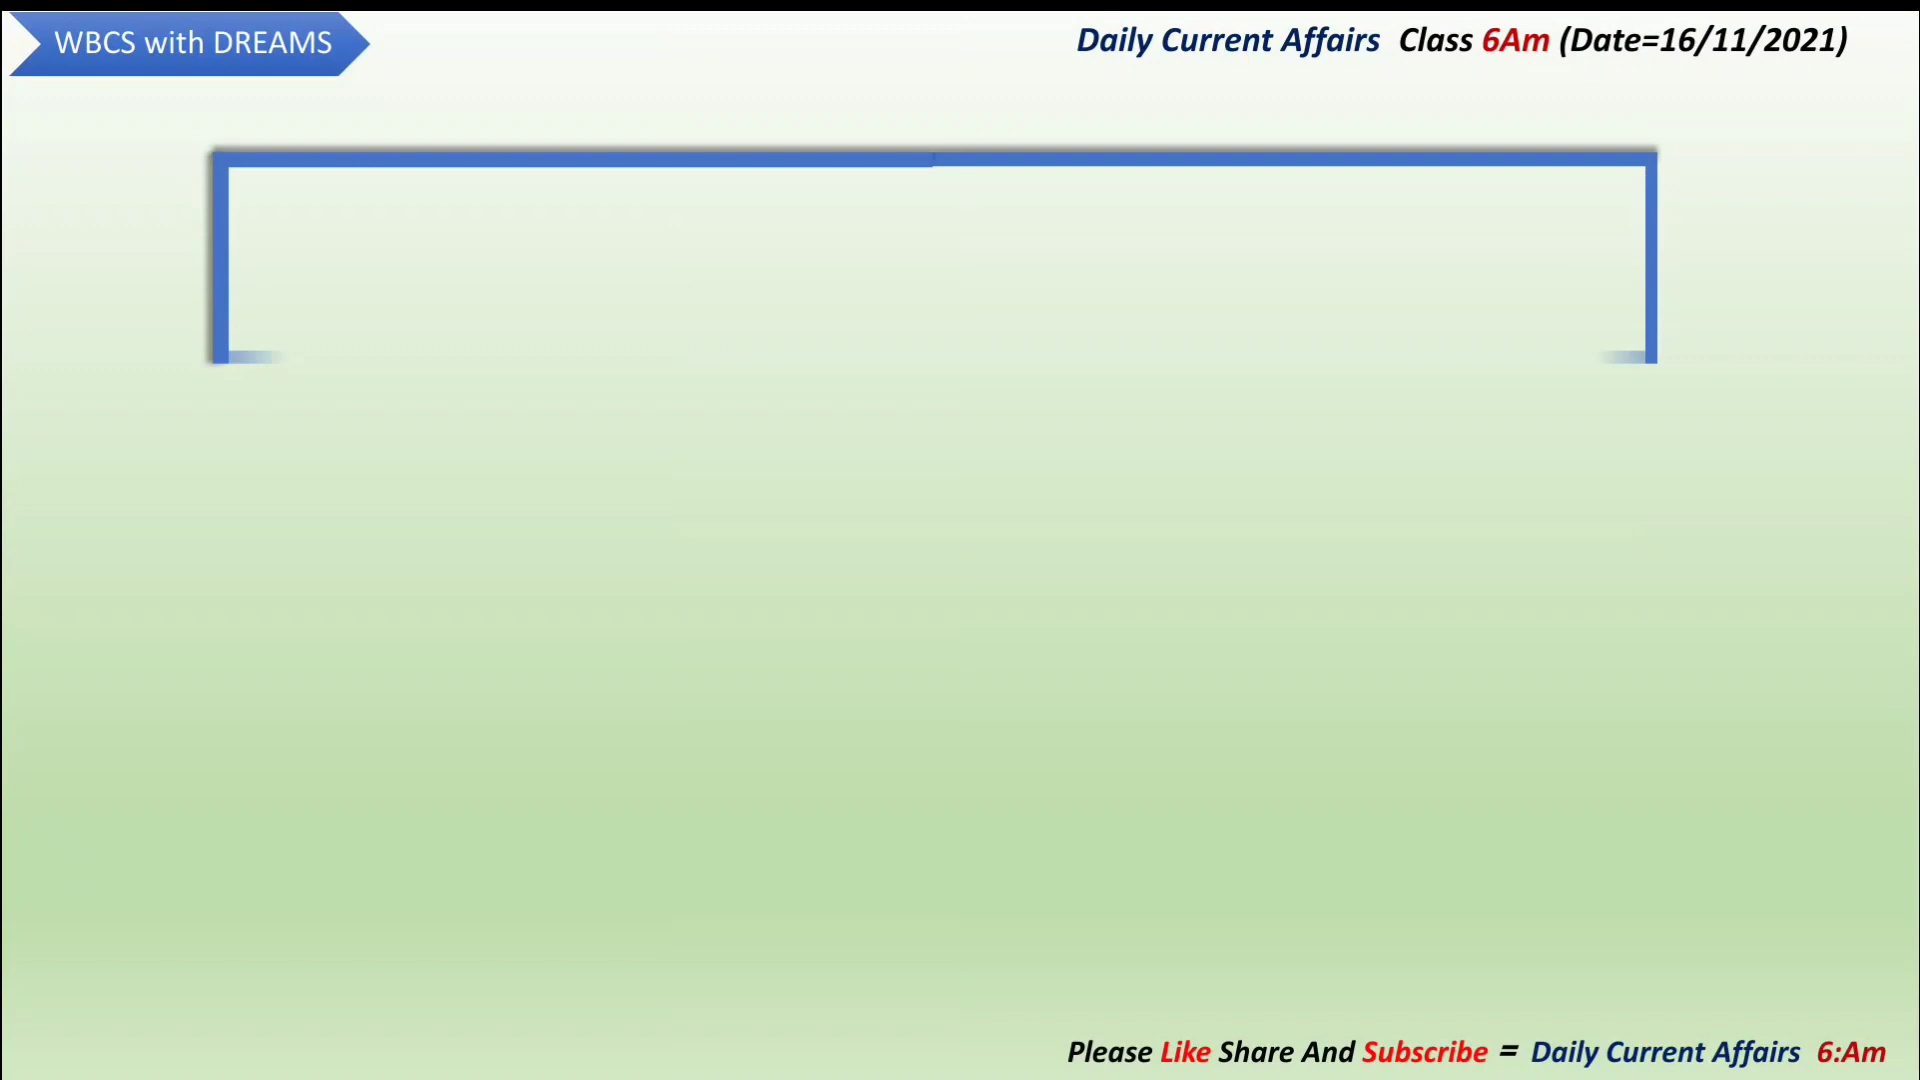 WBCS with DREAMS
Daily Current Affairs Class 6Am (Date=16/11/2021)
Please Like Share And Subscribe = Daily Current Affairs 6:Am